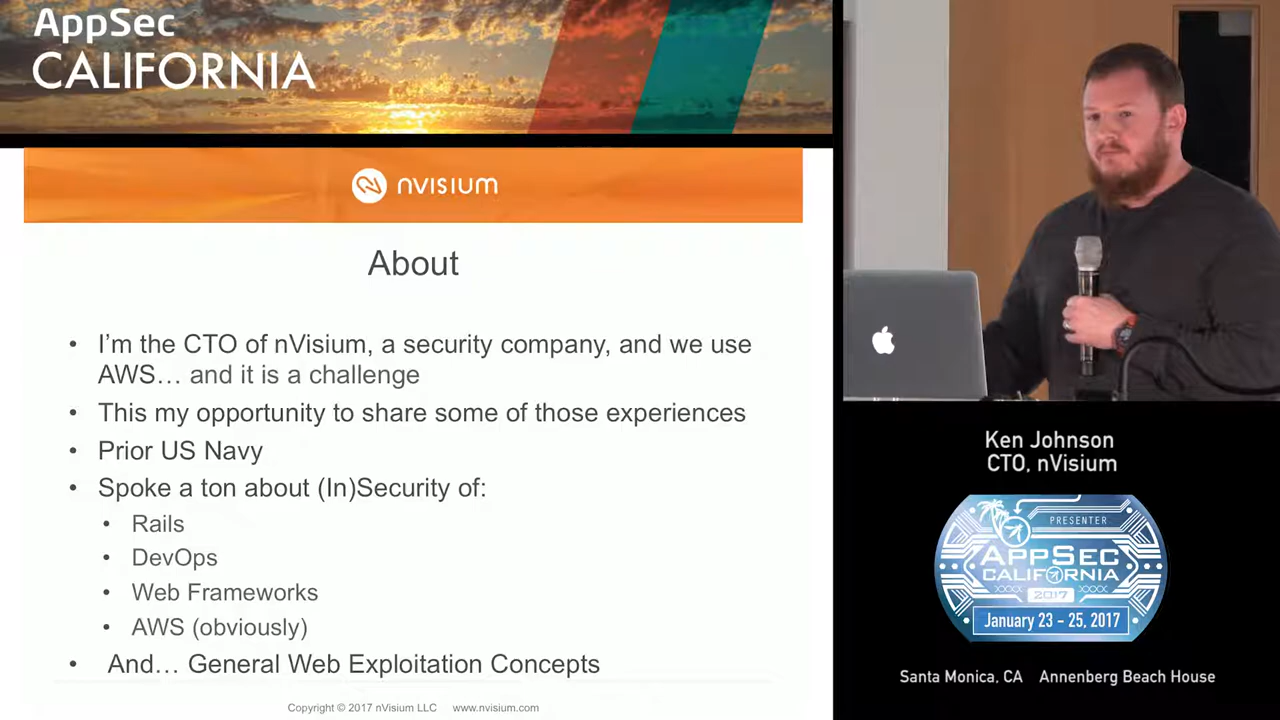 AppSec
CALIFORNIA
nVISIUM
About
• I'm the CTO of nVisium, a security company, and we use
AWS… and it is a challenge
• This my opportunity to share some of those experiences
• Prior US Navy
• Spoke a ton about (In)Security of:
• Rails
• DevOps
• Web Frameworks
• AWS (obviously)
• And… General Web Exploitation Concepts
Copyright © 2017 nVisium LLC www.nvisium.com
Ken Johnson
CTO, nVisium
PRESENTER
APPSEC
CALIFORNIA
2017
January 23 - 25, 2017
Santa Monica, CA Annenberg Beach House